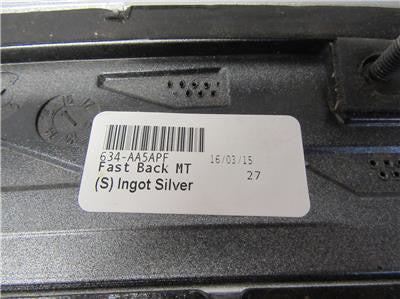 634-AA5APF 16/03/15
Fast Back MT 27
(S) Ingot Silver